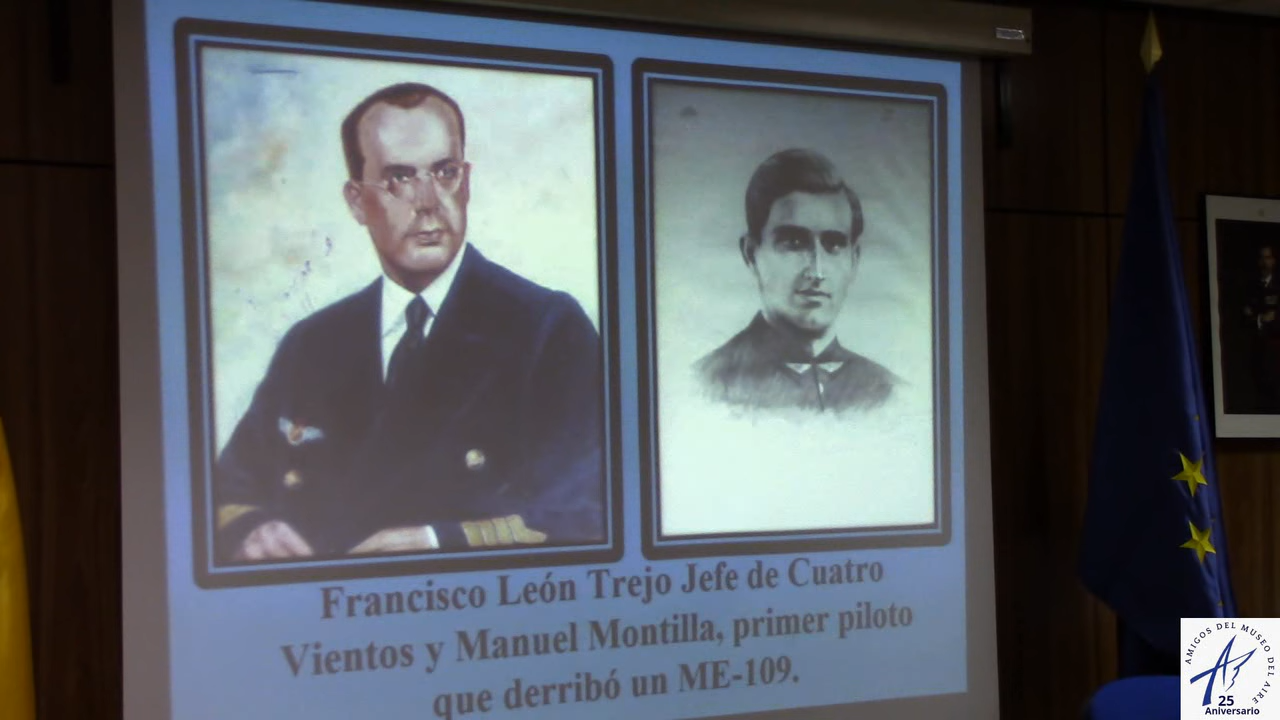 Francisco León Trejo Jefe de Cuatro
Vientos y Manuel Montilla, primer piloto
que derribó un ME-109.
AMIGOS DEL MUSEO DEL AIRE
25
Aniversario